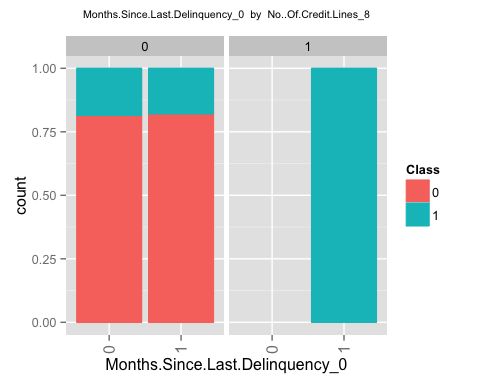 Months.Since.Last.Delinquency_0 by No..Of.Credit.Lines_8
0 1
1.00
0.75
0.50
0.25
0.00
count
0 1 0 1
Months.Since.Last.Delinquency_0
Class
0
1